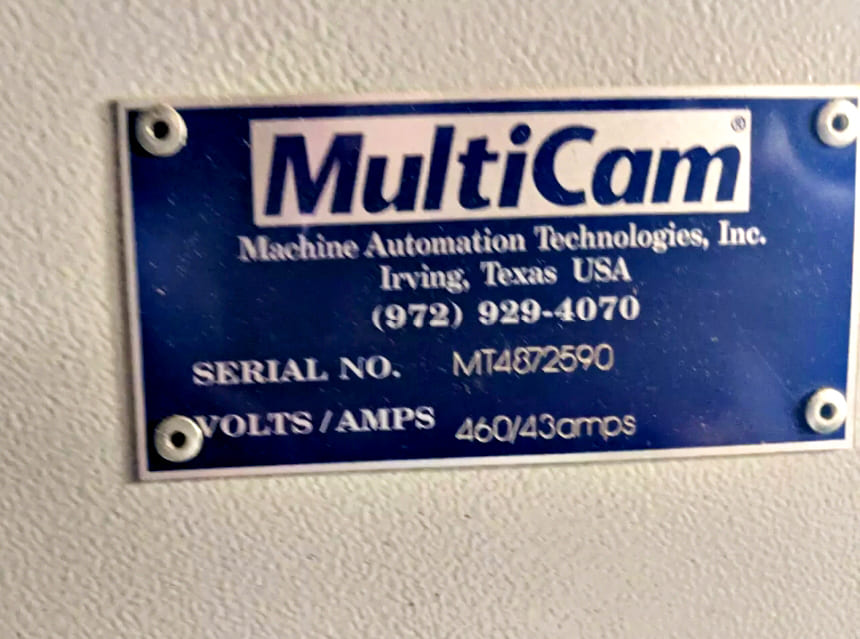 MultiCam®
Machine Automation Technologies, Inc.
Irving, Texas USA
(972) 929-4070
SERIAL NO. MT4872590
VOLTS/AMPS 460/43amps